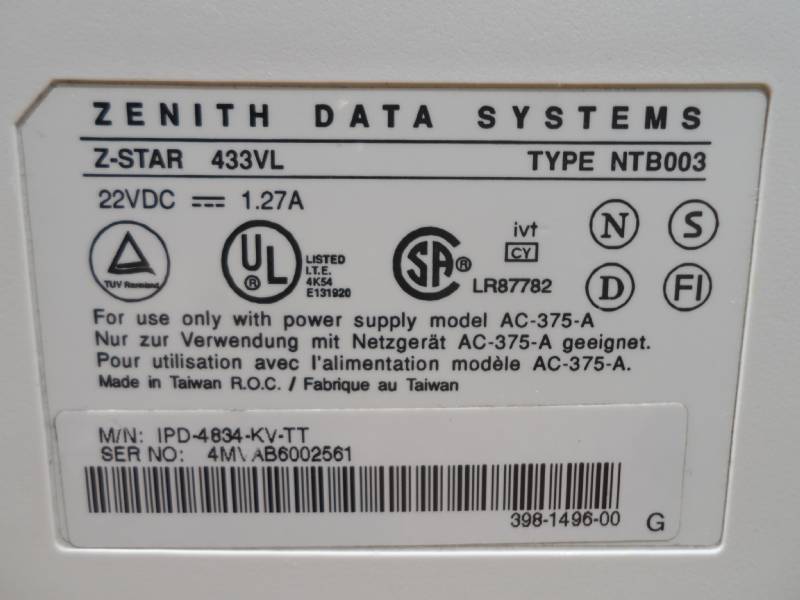 ZENITH DATA SYSTEMS
Z-STAR 433VL TYPE NTB003
22VDC 1.27A
TUV Rheinland
UL ®
LISTED
I.T.E.
4K54
E131920
SA ®
LR87782
ivt
CY
N S
D FI
For use only with power supply model AC-375-A
Nur zur Verwendung mit Netzgerät AC-375-A geeignet.
Pour utilisation avec l'alimentation modèle AC-375-A.
Made in Taiwan R.O.C. / Fabrique au Taiwan
M/N: IPD-4834-KV-TT
SER NO: AB6002561
398-1496-00 G